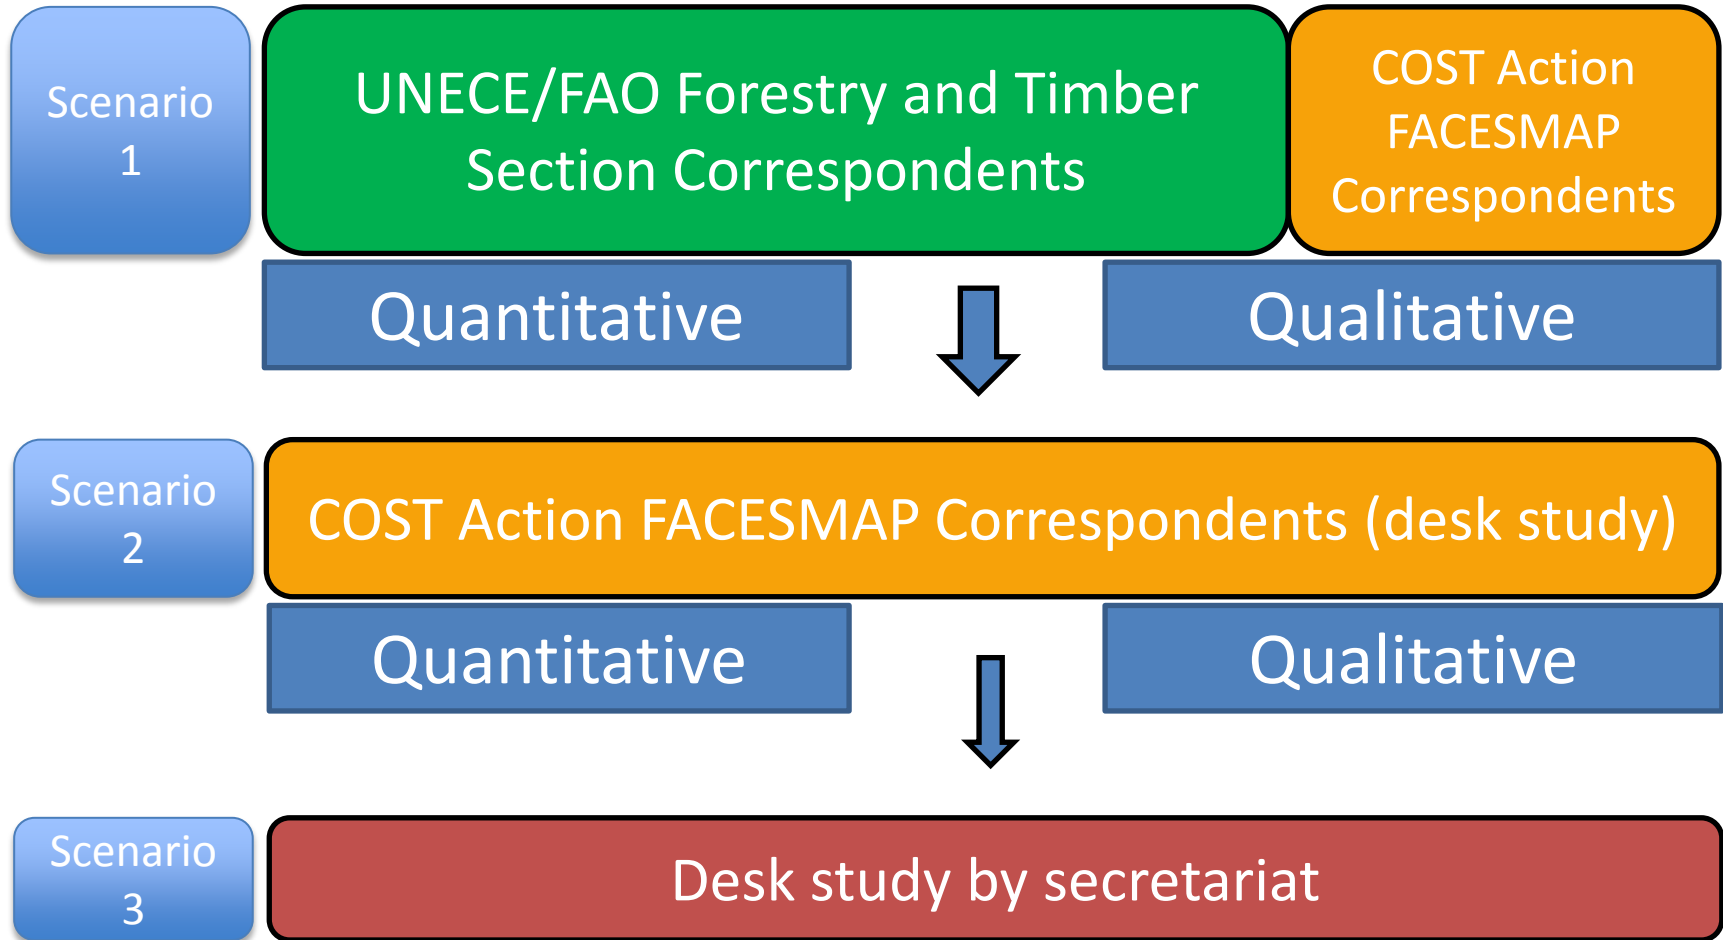 Scenario
1
UNECE/FAO Forestry and Timber
Section Correspondents
COST Action
FACESMAP
Correspondents
Quantitative
Qualitative
Scenario
2
COST Action FACESMAP Correspondents (desk study)
Quantitative
Qualitative
Scenario
3
Desk study by secretariat